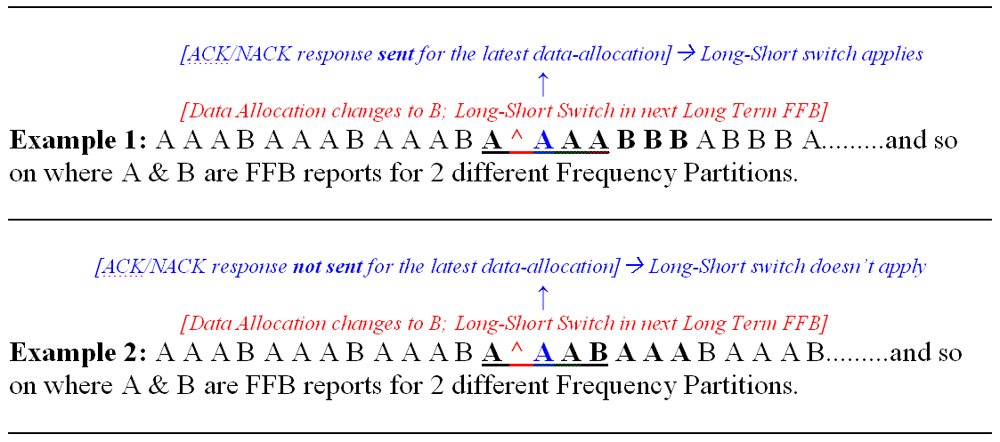 [ACK/NACK response sent for the latest data-allocation] → Long-Short switch applies
↑
[Data Allocation changes to B; Long-Short Switch in next Long Term FFB]
Example 1: A A A B A A A B A A A B A ^ A A A B B B A B B B A.........and so
on where A & B are FFB reports for 2 different Frequency Partitions.
[ACK/NACK response not sent for the latest data-allocation] → Long-Short switch doesn't apply
↑
[Data Allocation changes to B; Long-Short Switch in next Long Term FFB]
Example 2: A A A B A A A B A A A B A ^ A A B A A A B A A A B.........and so
on where A & B are FFB reports for 2 different Frequency Partitions.